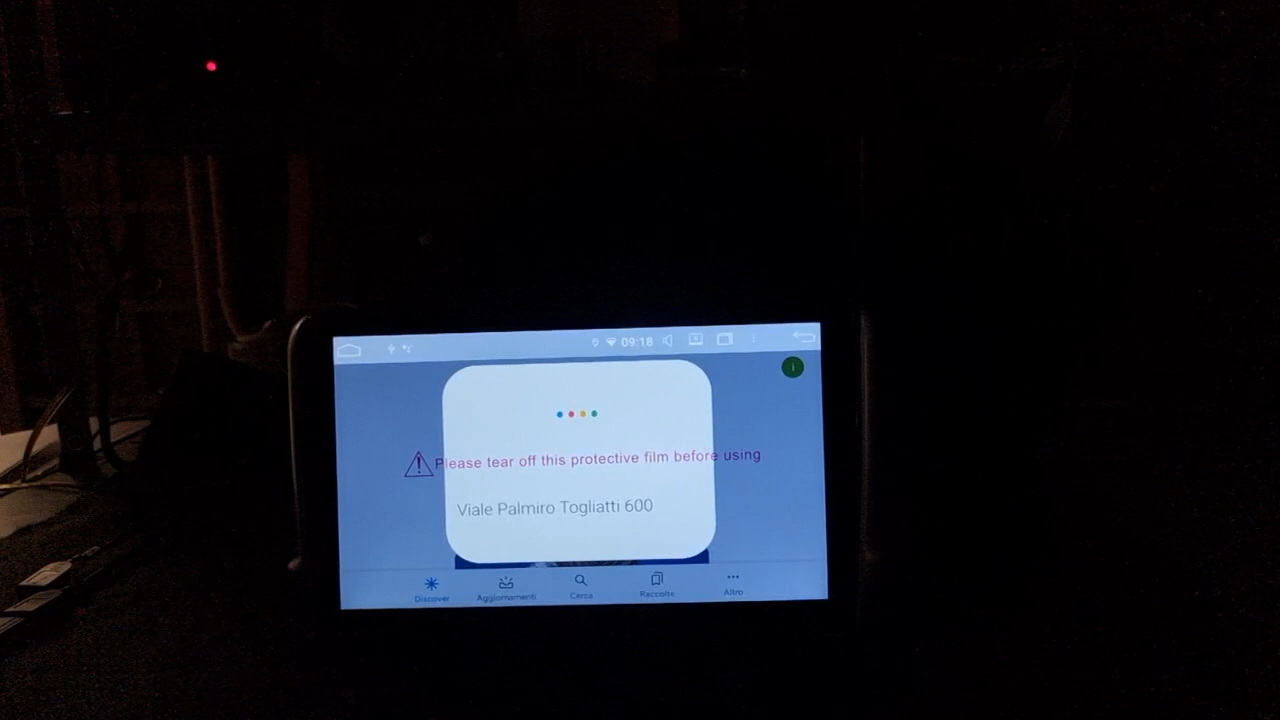 09:18
i
Please tear off this protective film before using
Viale Palmiro Togliatti 600
Discover Aggiornamenti Cerca Raccolte Altro